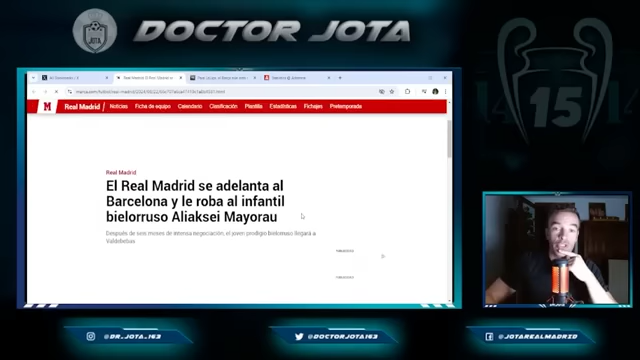 DOCTOR JOTA
JOTA
15
Real Madrid
Noticias
Ficha de equipo
Calendario
Clasificación
Plantilla
Estadísticas
Fichajes
Pretemporada
Real Madrid
El Real Madrid se adelanta al
Barcelona y le roba al infantil
bielorruso Aliaksei Mayorau
Después de seis meses de intensa negociación, el joven prodigio bielorruso llegará a
Valdebebas
@DR_JOTA_163
@DOCTORJOTA163
@JOTAREALMADRID